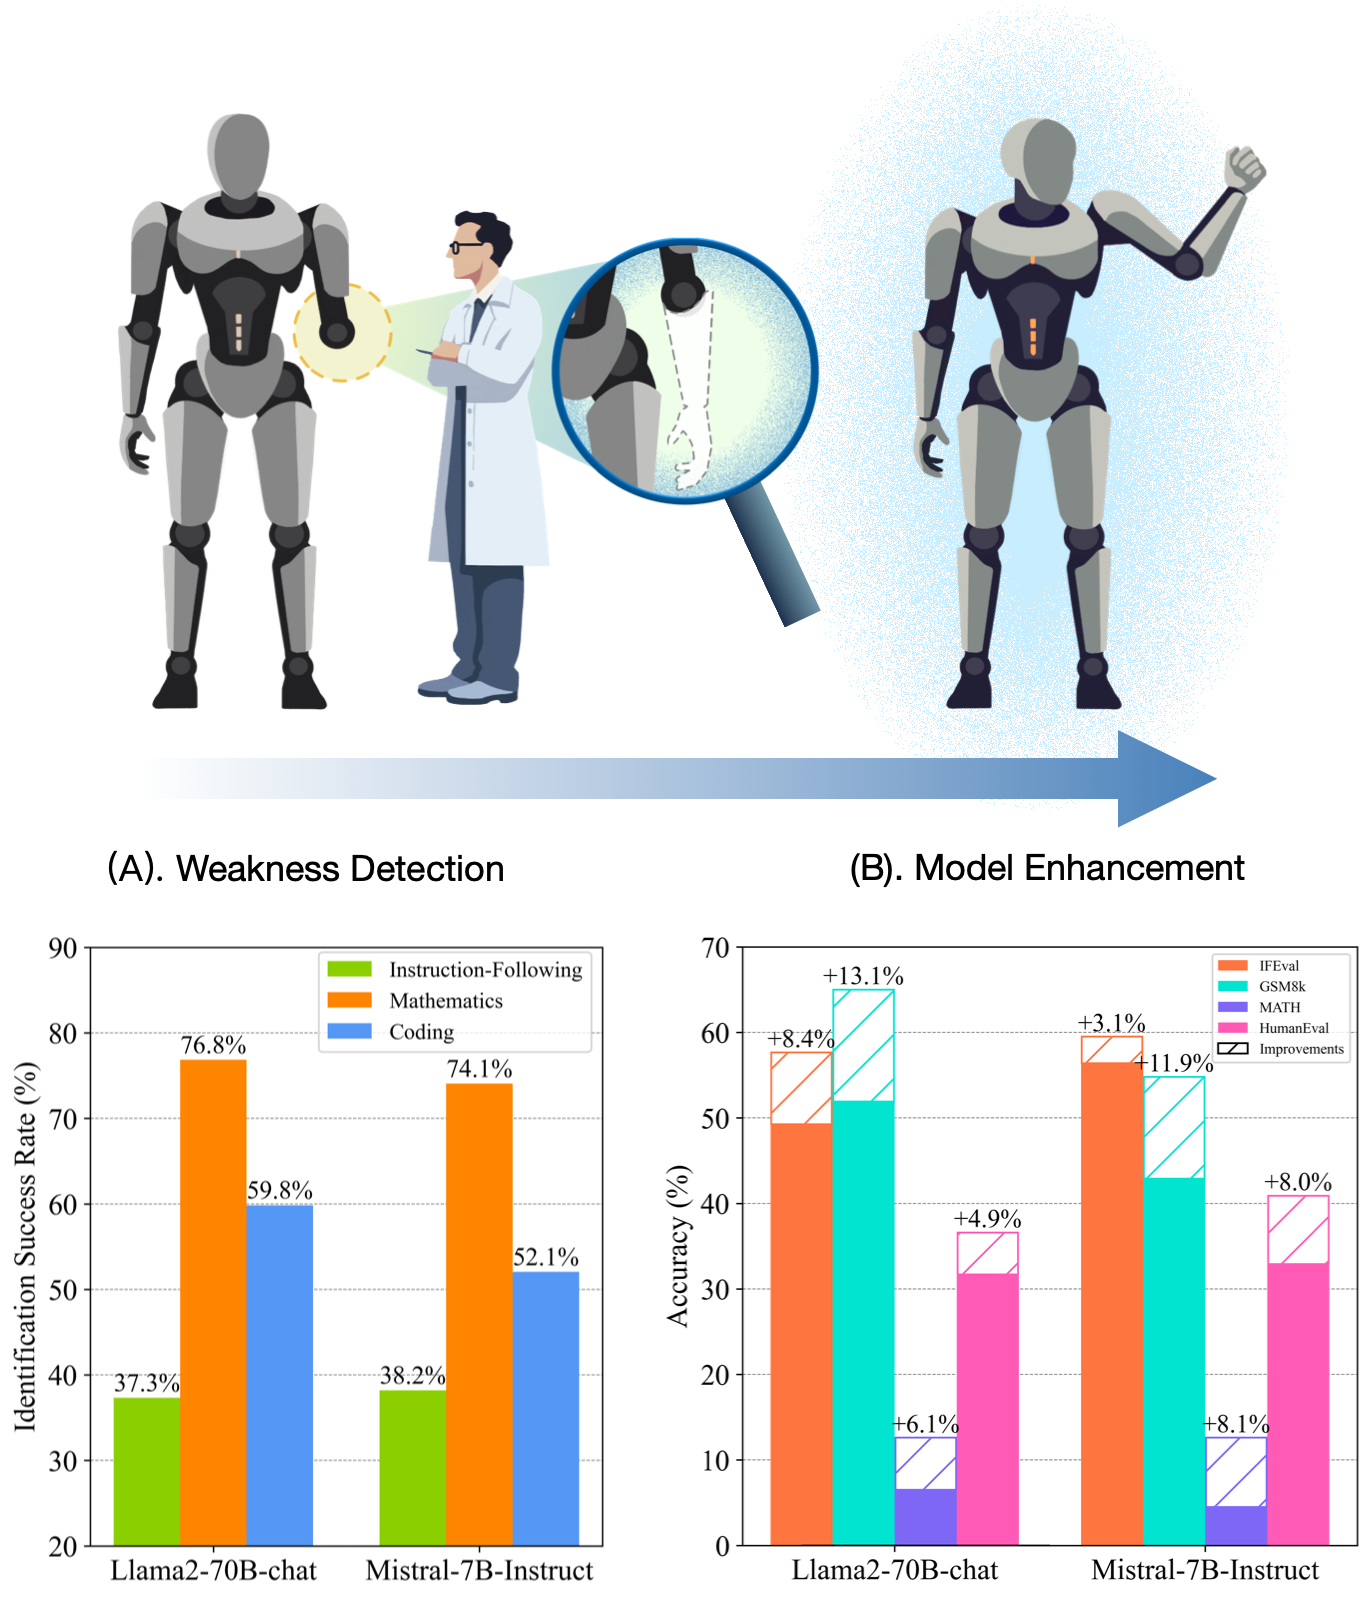 (A). Weakness Detection
(B). Model Enhancement
Identification Success Rate (%)
90
80
70
60
50
40
30
20
Instruction-Following
Mathematics
Coding
37.3%
76.8%
59.8%
38.2%
74.1%
52.1%
Llama2-70B-chat
Mistral-7B-Instruct
Accuracy (%)
70
60
50
40
30
20
10
0
IFEval
GSM8k
MATH
HumanEval
Improvements
+8.4%
+13.1%
+6.1%
+4.9%
+3.1%
+11.9%
+8.1%
+8.0%
Llama2-70B-chat
Mistral-7B-Instruct